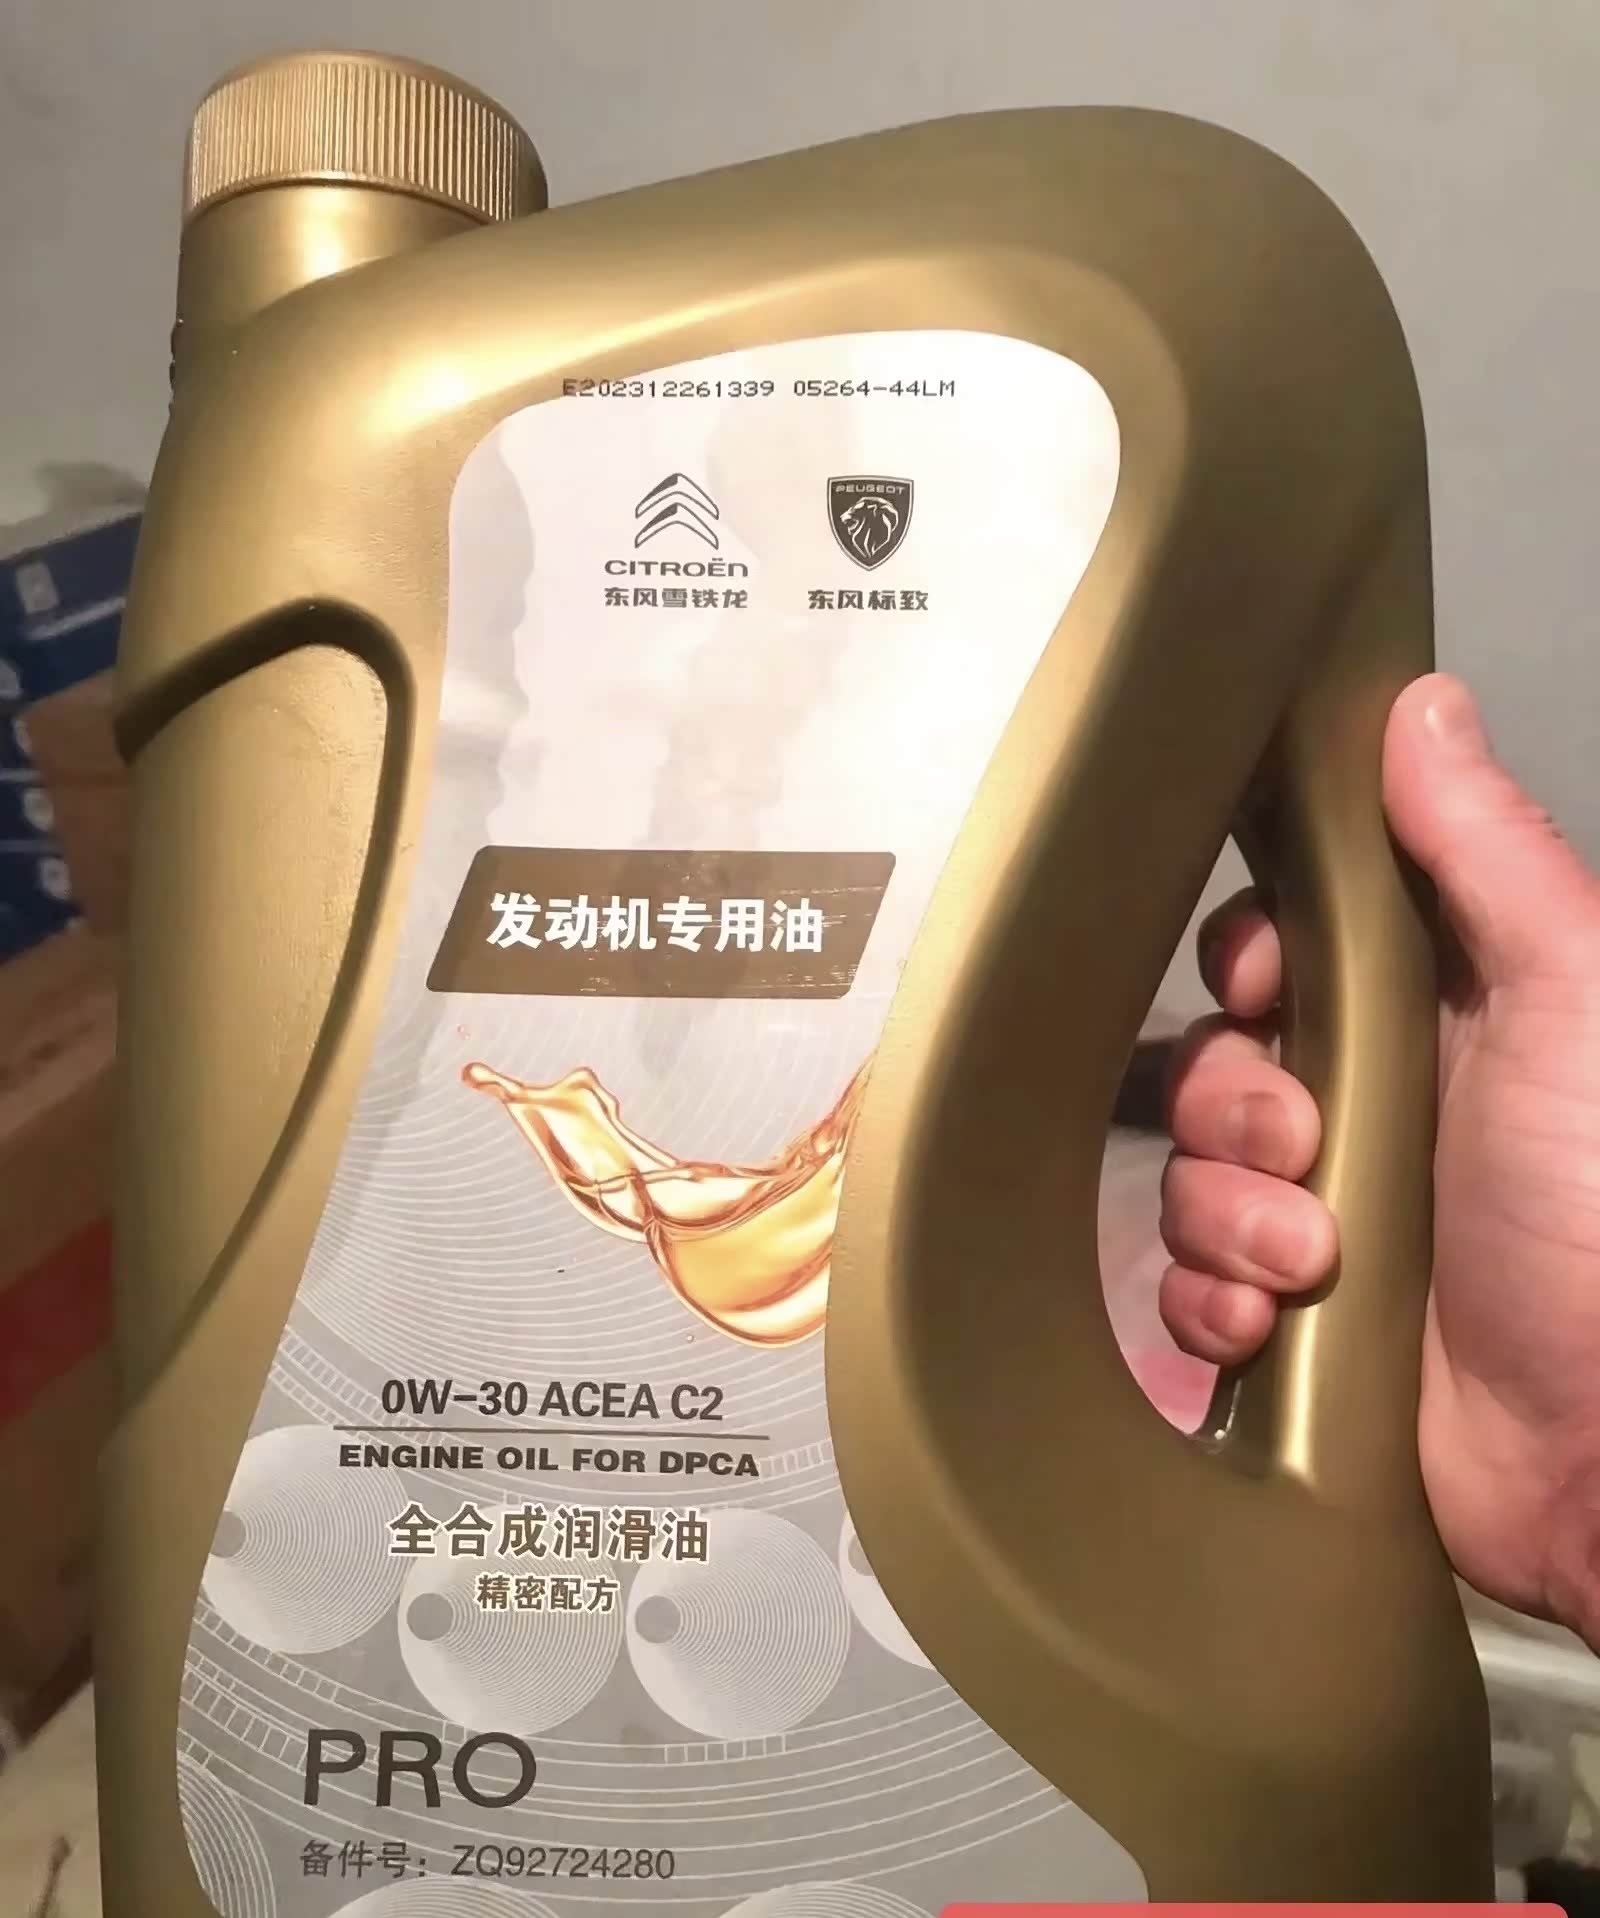 E202312261339 05264-44LM
CITROËN
PEUGEOT
东风雪铁龙
东风标致
发动机专用油
0W-30 ACEA C2
ENGINE OIL FOR DPCA
全合成润滑油
精密配方
PRO
备件号：ZQ92724280